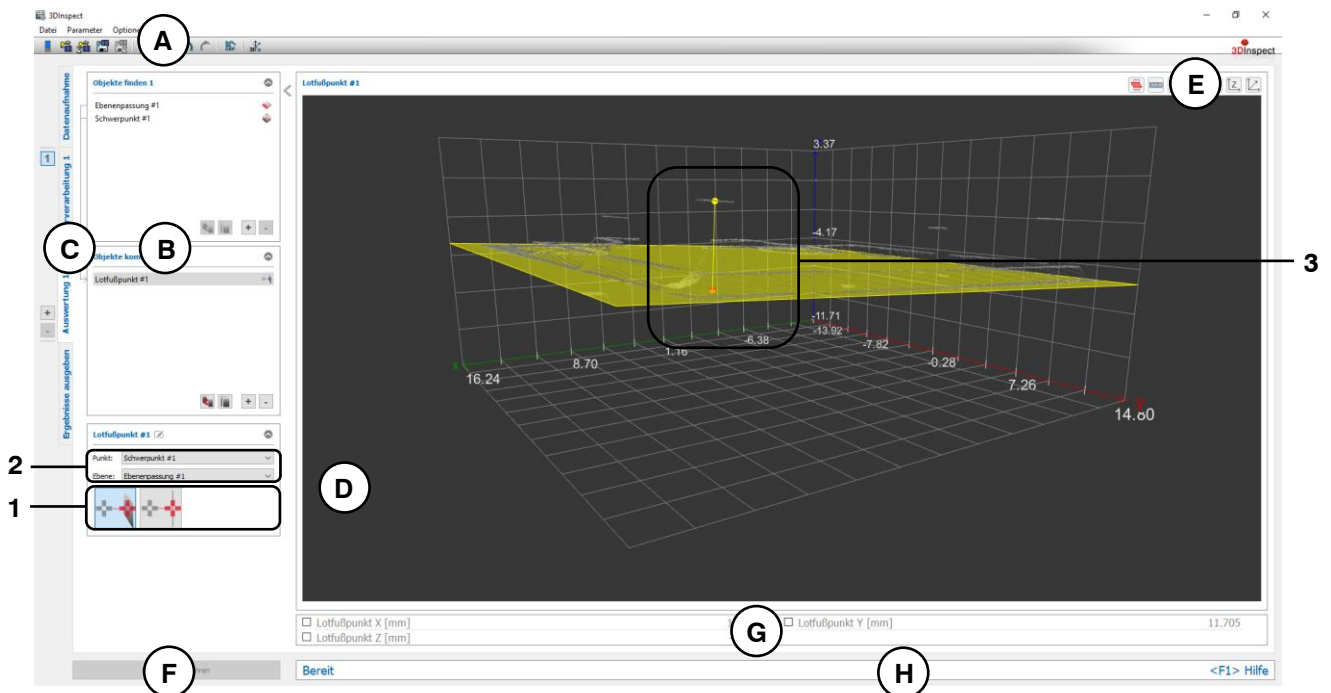 3DInspect
Datei Parameter Optionen
A
3DInspect
Datenaufnahme
Objekte finden 1
Lotfußpunkt #1
E
Z
Ebenenpassung #1
Schwerpunkt #1
1
3.37
verarbeitung 1
+ -
C
B
-4.17
Objekte kom
3
Lotfußpunkt #1
Auswertung 1
+
-
-11.71
-13.92
-6.38
-7.82
1.16
-0.28
8.70
x
16.24
7.26
y
14.80
Ergebnisse ausgeben
+ -
Lotfußpunkt #1
2
Punkt: Schwerpunkt #1
Ebene: Ebenenpassung #1
1
D
Lotfußpunkt X [mm]
G
Lotfußpunkt Y [mm] 11.705
Lotfußpunkt Z [mm]
F
Bereit
H
<F1> Hilfe